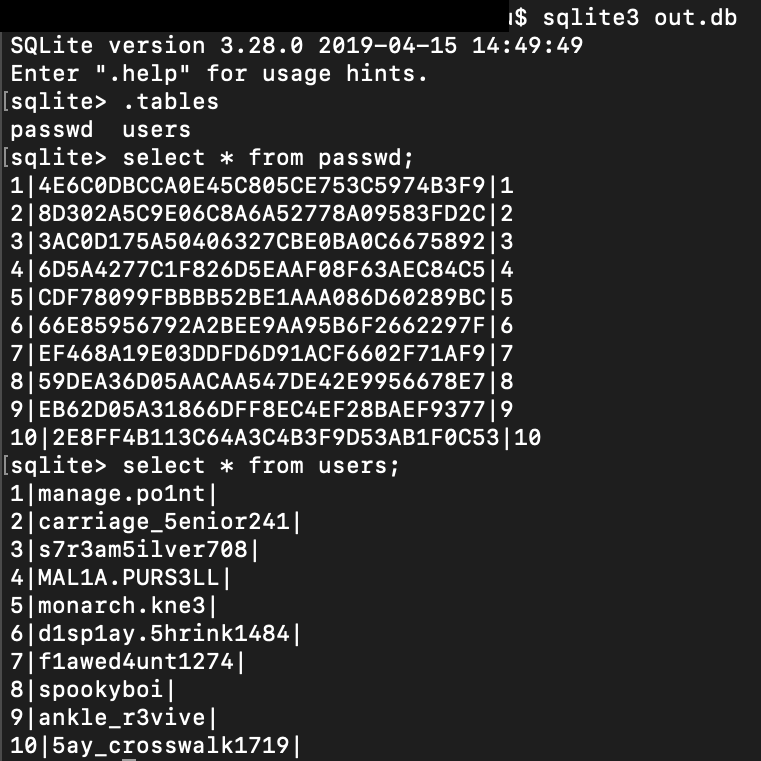 $ sqlite3 out.db
SQLite version 3.28.0 2019-04-15 14:49:49
Enter ".help" for usage hints.
[sqlite> .tables
passwd  users
[sqlite> select * from passwd;
1|4E6C0DBCCA0E45C805CE753C5974B3F9|1
2|8D302A5C9E06C8A6A52778A09583FD2C|2
3|3AC0D175A50406327CBE0BA0C6675892|3
4|6D5A4277C1F826D5EAAF08F63AEC84C5|4
5|CDF78099FBBBB52BE1AAA086D60289BC|5
6|66E85956792A2BEE9AA95B6F2662297F|6
7|EF468A19E03DDFD6D91ACF6602F71AF9|7
8|59DEA36D05AACAA547DE42E9956678E7|8
9|EB62D05A31866DFF8EC4EF28BAEF9377|9
10|2E8FF4B113C64A3C4B3F9D53AB1F0C53|10
[sqlite> select * from users;
1|manage.po1nt|
2|carriage_5enior241|
3|s7r3am5ilver708|
4|MAL1A.PURS3LL|
5|monarch.kne3|
6|d1sp1ay.5hrink1484|
7|f1awed4unt1274|
8|spookyboi|
9|ankle_r3vive|
10|5ay_crosswalk1719|